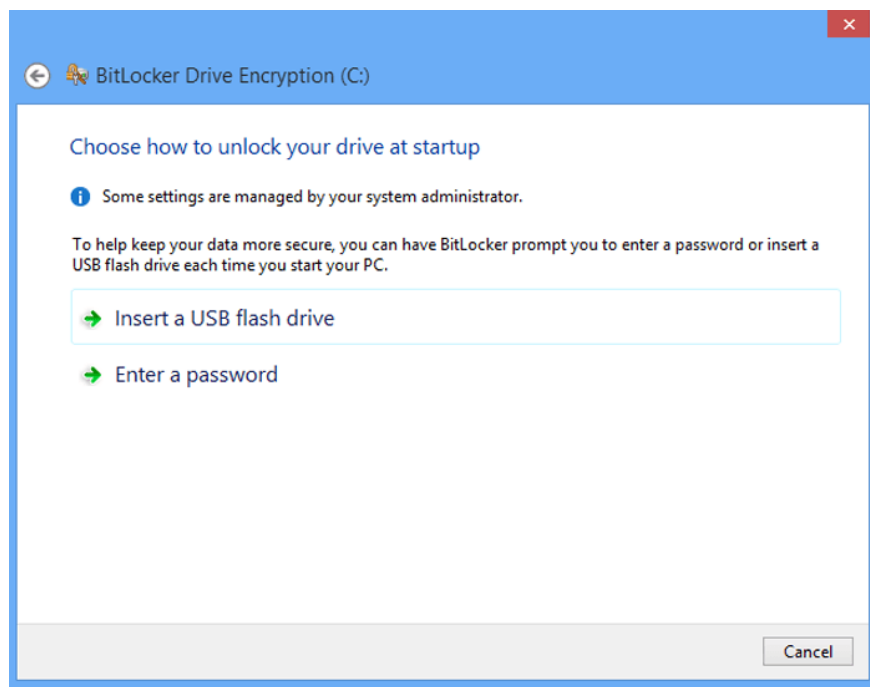 BitLocker Drive Encryption (C:)
Choose how to unlock your drive at startup
Some settings are managed by your system administrator.
To help keep your data more secure, you can have BitLocker prompt you to enter a password or insert a
USB flash drive each time you start your PC.
Insert a USB flash drive
Enter a password
Cancel